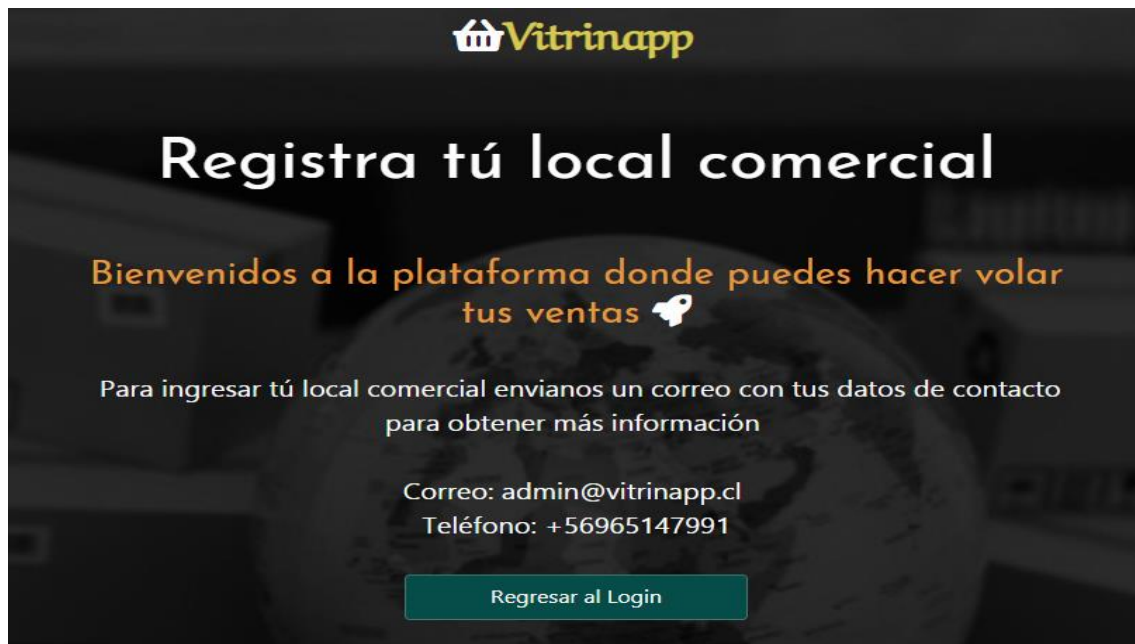 Vitrinapp
Registra tú local comercial
Bienvenidos a la plataforma donde puedes hacer volar
tus ventas
Para ingresar tú local comercial envianos un correo con tus datos de contacto
para obtener más información
Correo: admin@vitrinapp.cl
Teléfono: +56965147991
Regresar al Login